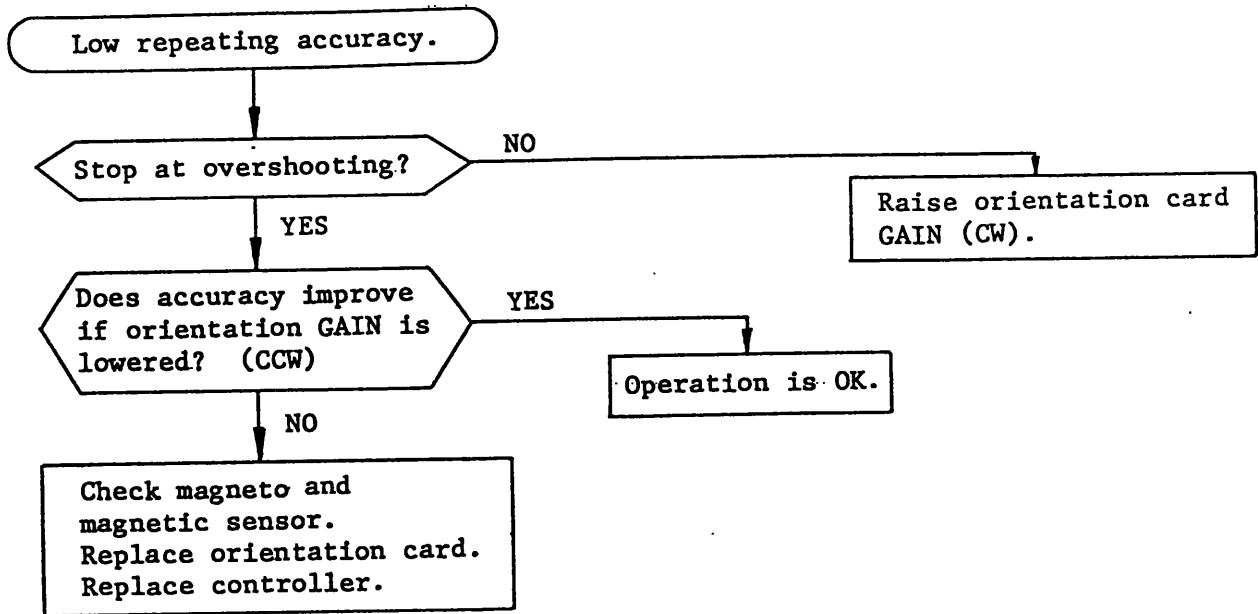 Low repeating accuracy.
Stop at overshooting?
NO
Raise orientation card
GAIN (CW).
YES
Does accuracy improve
if orientation GAIN is
lowered? (CCW)
YES
Operation is OK.
NO
Check magneto and
magnetic sensor.
Replace orientation card.
Replace controller.